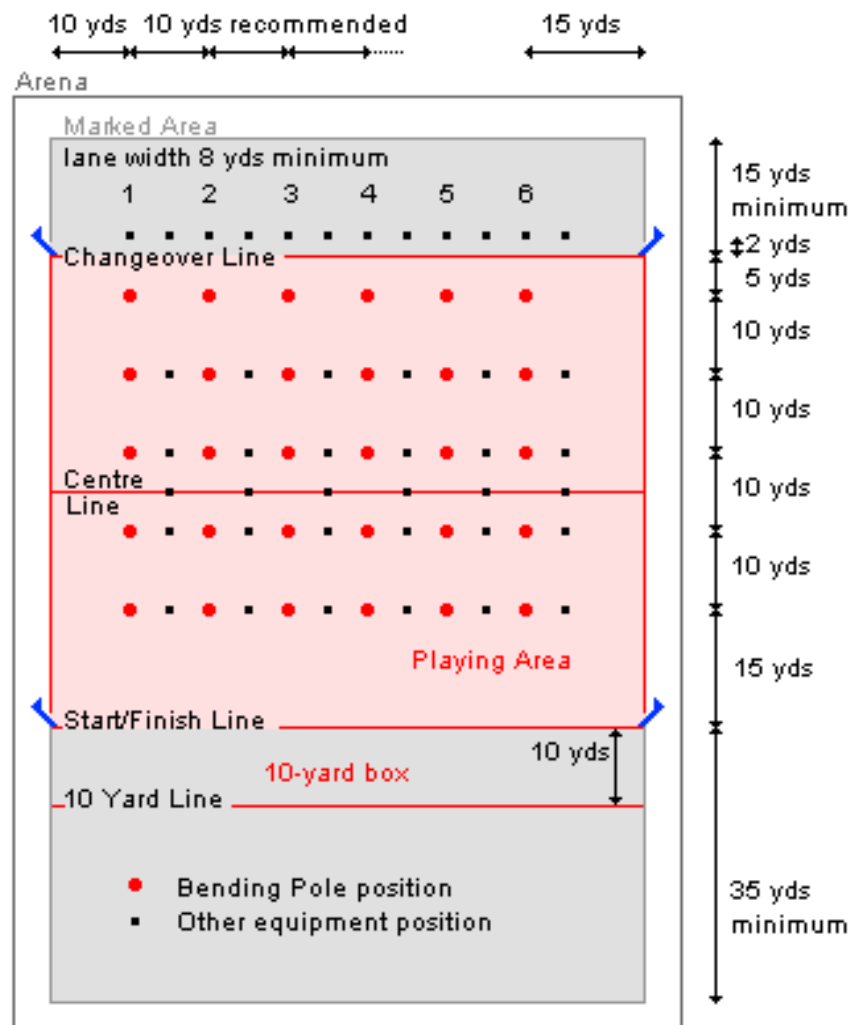 10 yds 10 yds recommended 15 yds
Arena
Marked Area
lane width 8 yds minimum
1 2 3 4 5 6
15 yds
minimum
2 yds
Changeover Line
5 yds
10 yds
10 yds
Centre
Line
10 yds
10 yds
Playing Area
15 yds
Start/Finish Line
10 yds
10-yard box
10 Yard Line
Bending Pole position
Other equipment position
35 yds
minimum